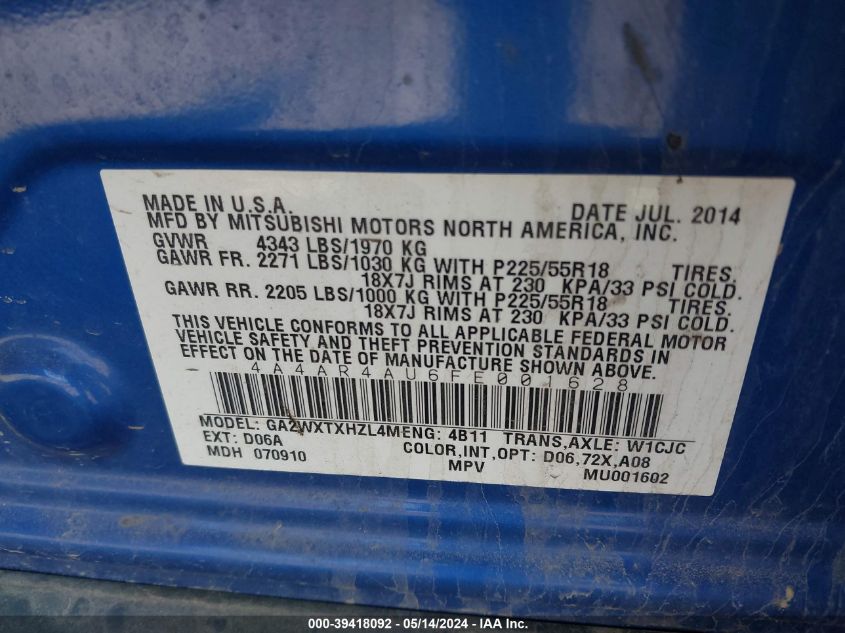 MADE IN U.S.A. DATE JUL. 2014
MFD BY MITSUBISHI MOTORS NORTH AMERICA, INC.
GVWR 4343 LBS/1970 KG
GAWR FR. 2271 LBS/1030 KG WITH P225/55R18 TIRES.
18X7J RIMS AT 230 KPA/33 PSI COLD.
GAWR RR. 2205 LBS/1000 KG WITH P225/55R18 TIRES.
18X7J RIMS AT 230 KPA/33 PSI COLD.
THIS VEHICLE CONFORMS TO ALL APPLICABLE FEDERAL MOTOR
VEHICLE SAFETY AND THEFT PREVENTION STANDARDS IN
EFFECT ON THE DATE OF MANUFACTURE SHOWN ABOVE.
4A4AR4AU6FE001628
MODEL: GA2WXTXHZL4MENG: 4B11 TRANS,AXLE: W1CJC
EXT: D06A COLOR,INT,OPT: D06,72X,A08
MDH 070910 MPV MU001602
000-39418092 - 05/14/2024 - IAAI.com